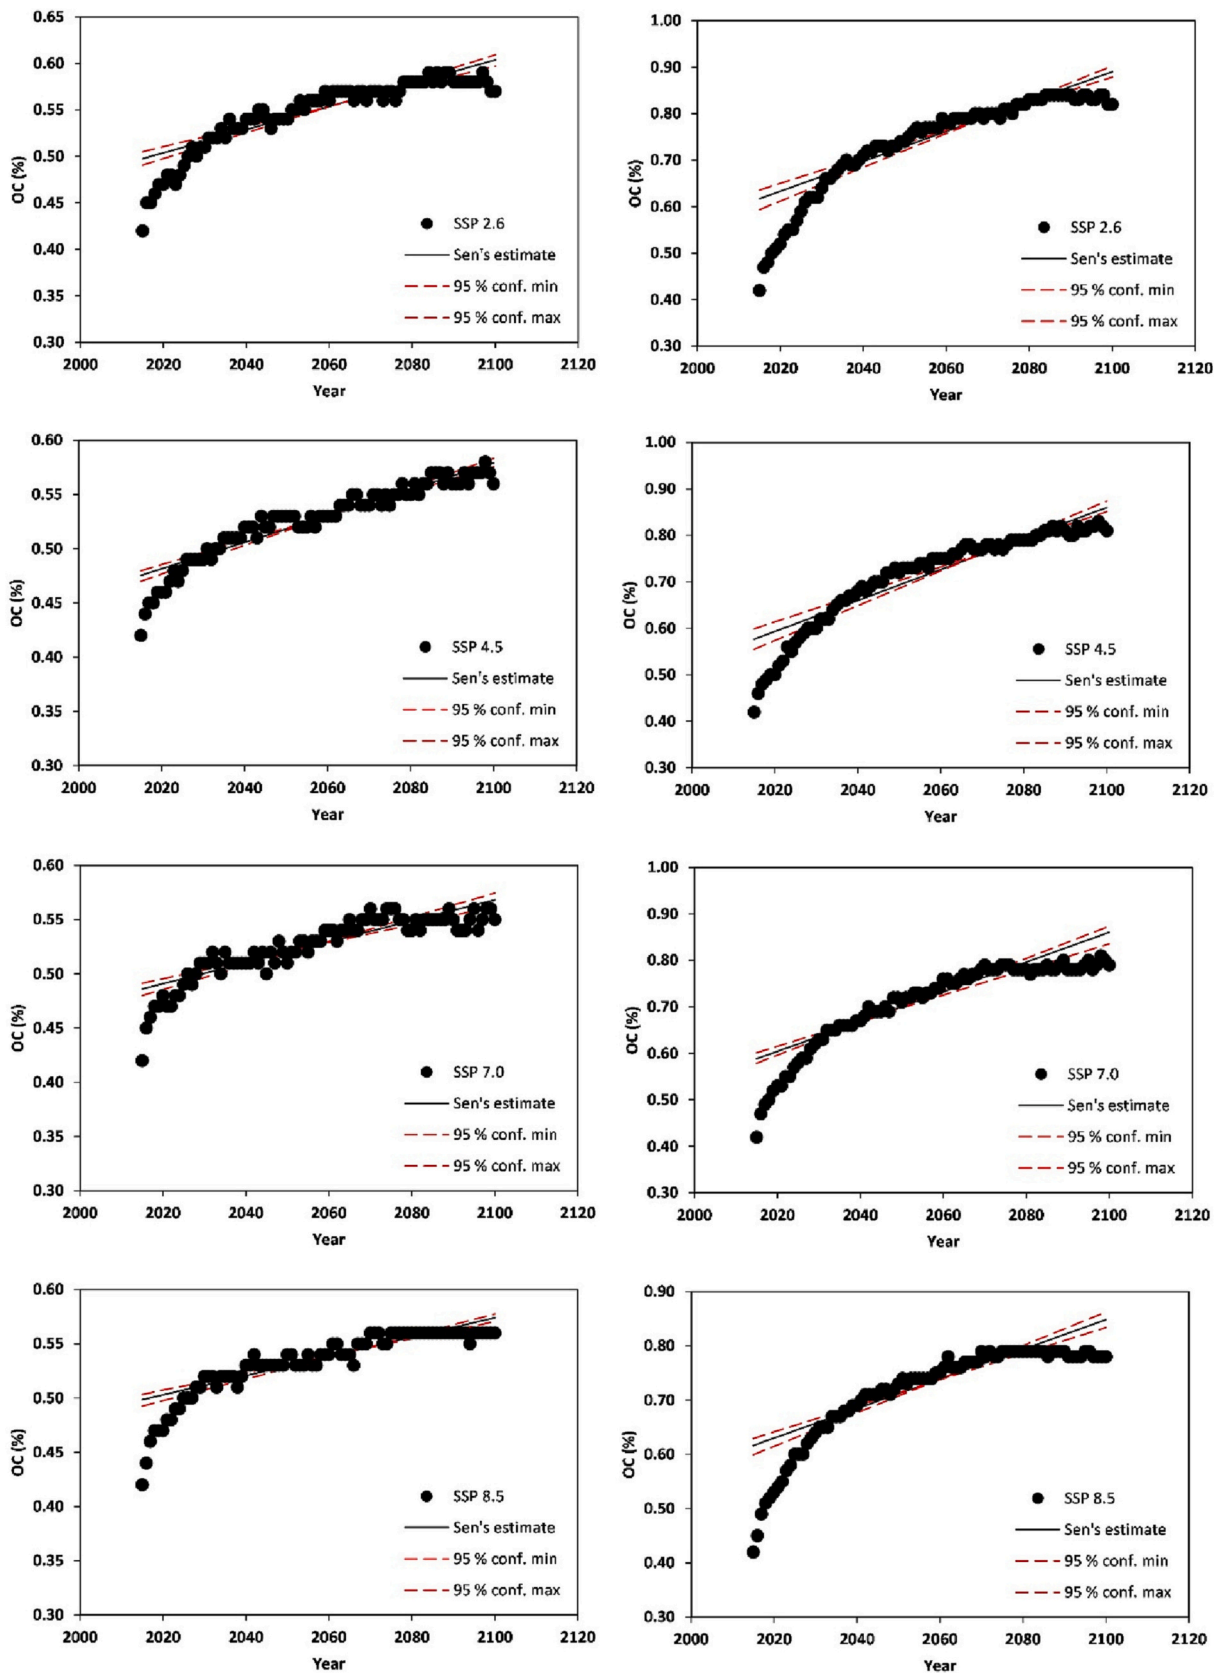 0.65
0.60
0.55
0.50
0.45
0.40
0.35
0.30
OC (%)
2000 2020 2040 2060 2080 2100 2120
Year
SSP 2.6
Sen's estimate
95 % conf. min
95 % conf. max
1.00
0.90
0.80
0.70
0.60
0.50
0.40
0.30
OC (%)
2000 2020 2040 2060 2080 2100 2120
Year
SSP 2.6
Sen's estimate
95 % conf. min
95 % conf. max
0.60
0.55
0.50
0.45
0.40
0.35
0.30
OC (%)
2000 2020 2040 2060 2080 2100 2120
Year
SSP 4.5
Sen's estimate
95 % conf. min
95 % conf. max
1.00
0.90
0.80
0.70
0.60
0.50
0.40
0.30
OC (%)
2000 2020 2040 2060 2080 2100 2120
Year
SSP 4.5
Sen's estimate
95 % conf. min
95 % conf. max
0.60
0.55
0.50
0.45
0.40
0.35
0.30
OC (%)
2000 2020 2040 2060 2080 2100 2120
Year
SSP 7.0
Sen's estimate
95 % conf. min
95 % conf. max
1.00
0.90
0.80
0.70
0.60
0.50
0.40
0.30
OC (%)
2000 2020 2040 2060 2080 2100 2120
Year
SSP 7.0
Sen's estimate
95 % conf. min
95 % conf. max
0.60
0.55
0.50
0.45
0.40
0.35
0.30
OC (%)
2000 2020 2040 2060 2080 2100 2120
Year
SSP 8.5
Sen's estimate
95 % conf. min
95 % conf. max
0.90
0.80
0.70
0.60
0.50
0.40
0.30
OC (%)
2000 2020 2040 2060 2080 2100 2120
Year
SSP 8.5
Sen's estimate
95 % conf. min
95 % conf. max